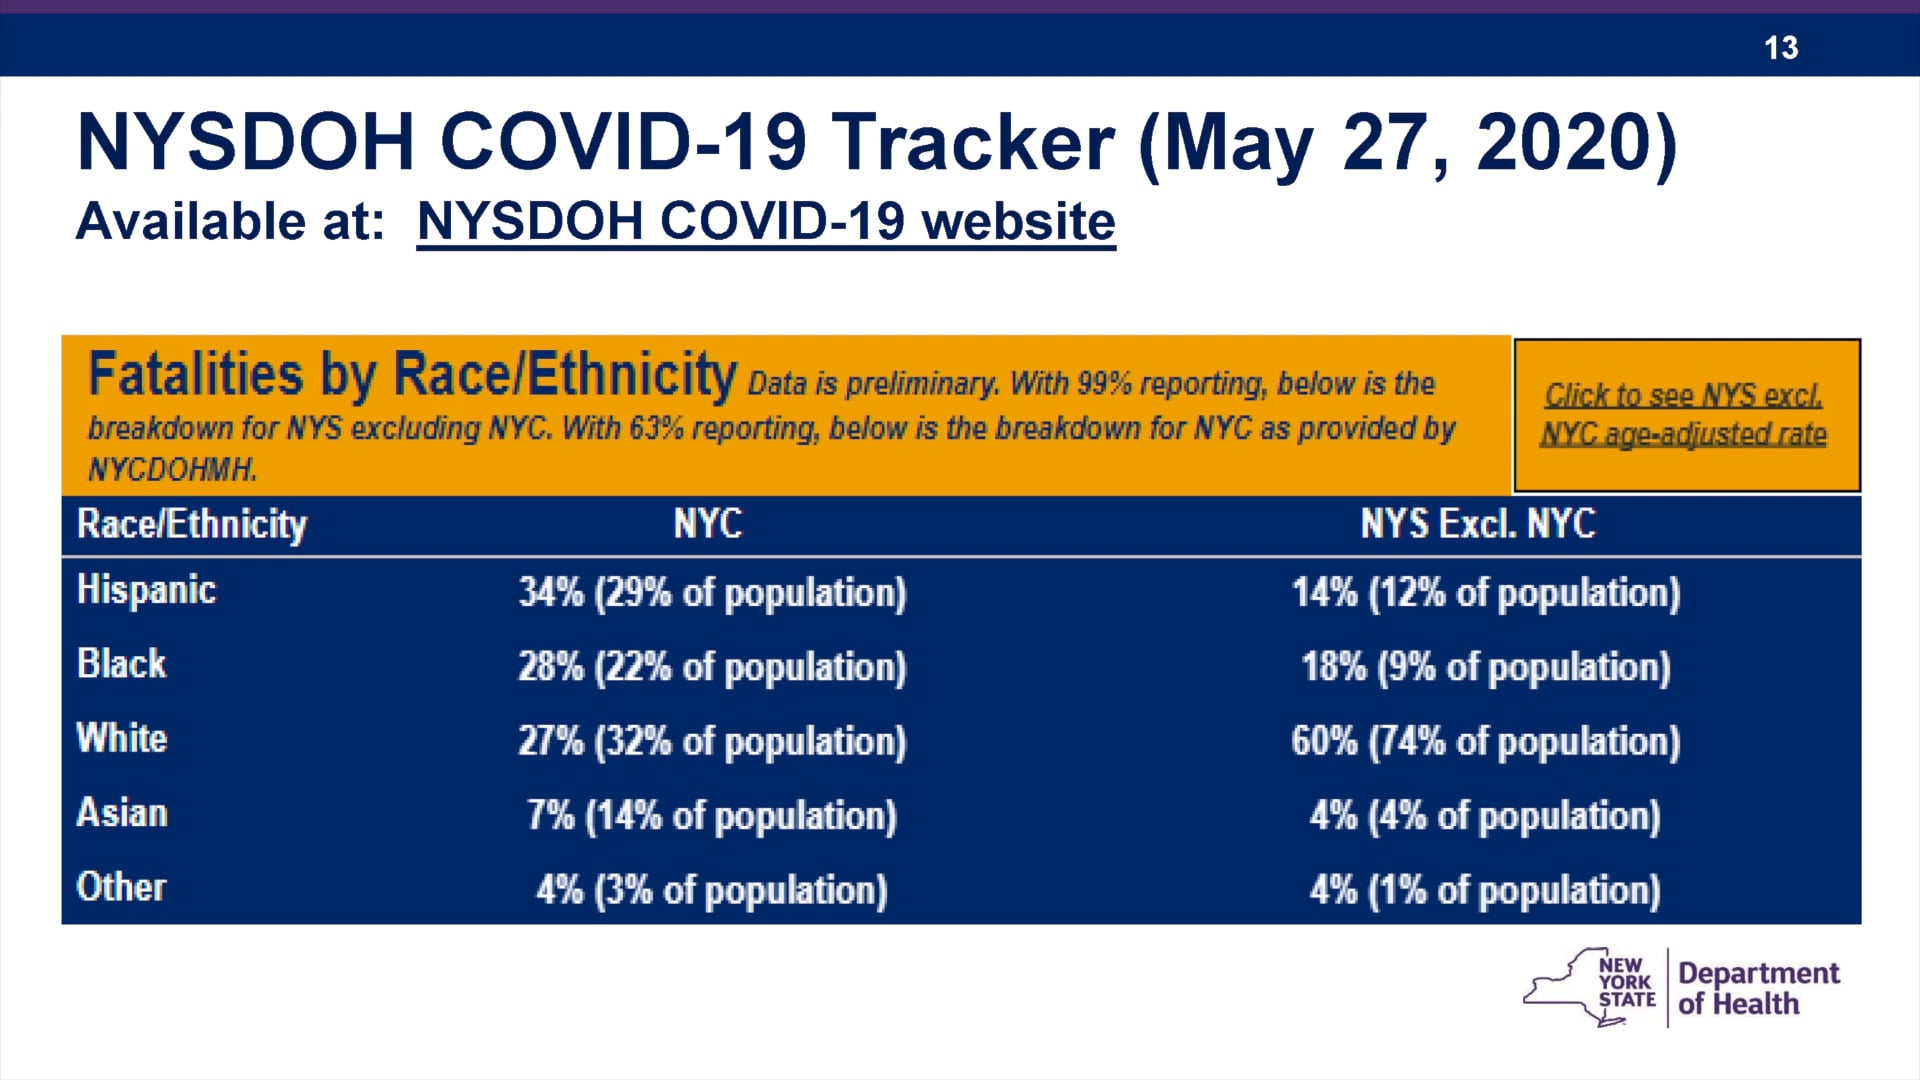 13
NYSDOH COVID-19 Tracker (May 27, 2020)
Available at: NYSDOH COVID-19 website
Fatalities by Race/Ethnicity Data is preliminary. With 99% reporting, below is the
breakdown for NYS excluding NYC. With 63% reporting, below is the breakdown for NYC as provided by
NYCDOHMH.
Click to see NYS excl.
NYC age-adjusted rate
Race/Ethnicity NYC NYS Excl. NYC
Hispanic 34% (29% of population) 14% (12% of population)
Black 28% (22% of population) 18% (9% of population)
White 27% (32% of population) 60% (74% of population)
Asian 7% (14% of population) 4% (4% of population)
Other 4% (3% of population) 4% (1% of population)
NEW
YORK
STATE
Department
of Health